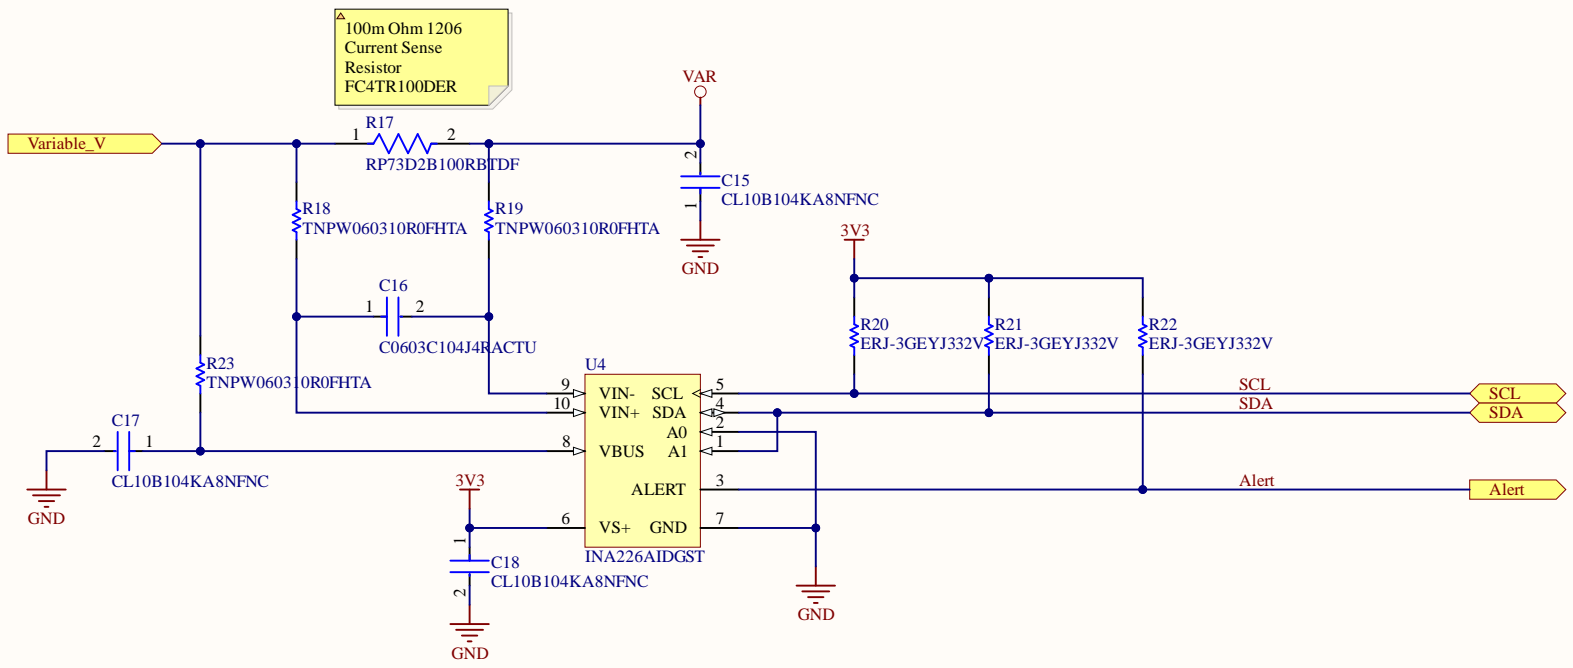 100m Ohm 1206
Current Sense
Resistor
FC4TR100DER
VAR
R17
1
2
RP73D2B100RBTDF
Variable_V
2
C15
CL10B104KA8NFNC
1
GND
R18
TNPW060310R0FHTA
R19
TNPW060310R0FHTA
3V3
C16
1
2
C0603C104J4RACTU
R20
ERJ-3GEYJ332V
R21
ERJ-3GEYJ332V
R22
ERJ-3GEYJ332V
R23
TNPW060310R0FHTA
U4
9
VIN-
SCL
5
SCL
SCL
10
VIN+
SDA
4
SDA
SDA
A0
2
C17
2
1
CL10B104KA8NFNC
8
VBUS
A1
1
GND
3V3
ALERT
3
Alert
Alert
6
VS+
GND
7
INA226AIDGST
1
C18
CL10B104KA8NFNC
2
GND
GND